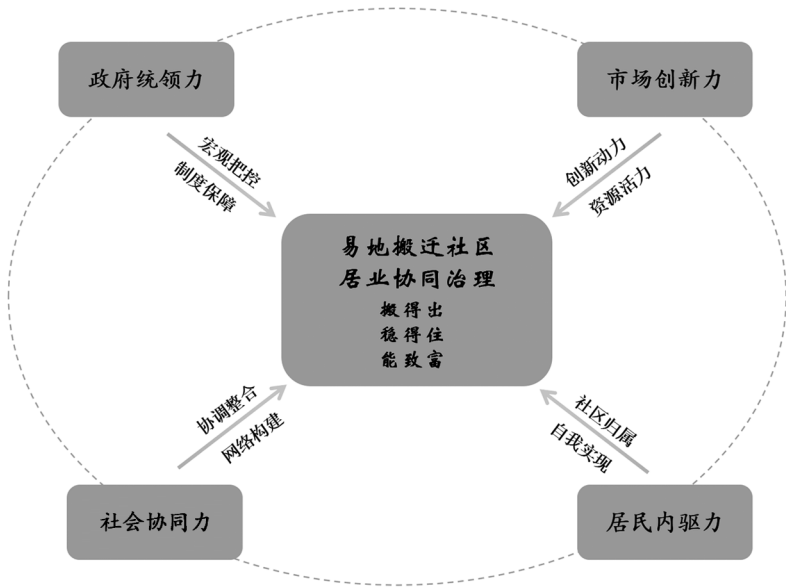 政府统领力
市场创新力
宏观把控
制度保障
创新动力
资源活力
易地搬迁社区
居业协同治理
搬得出
稳得住
能致富
协调整合
网络构建
社区归属
自我实现
社会协同力
居民内驱力